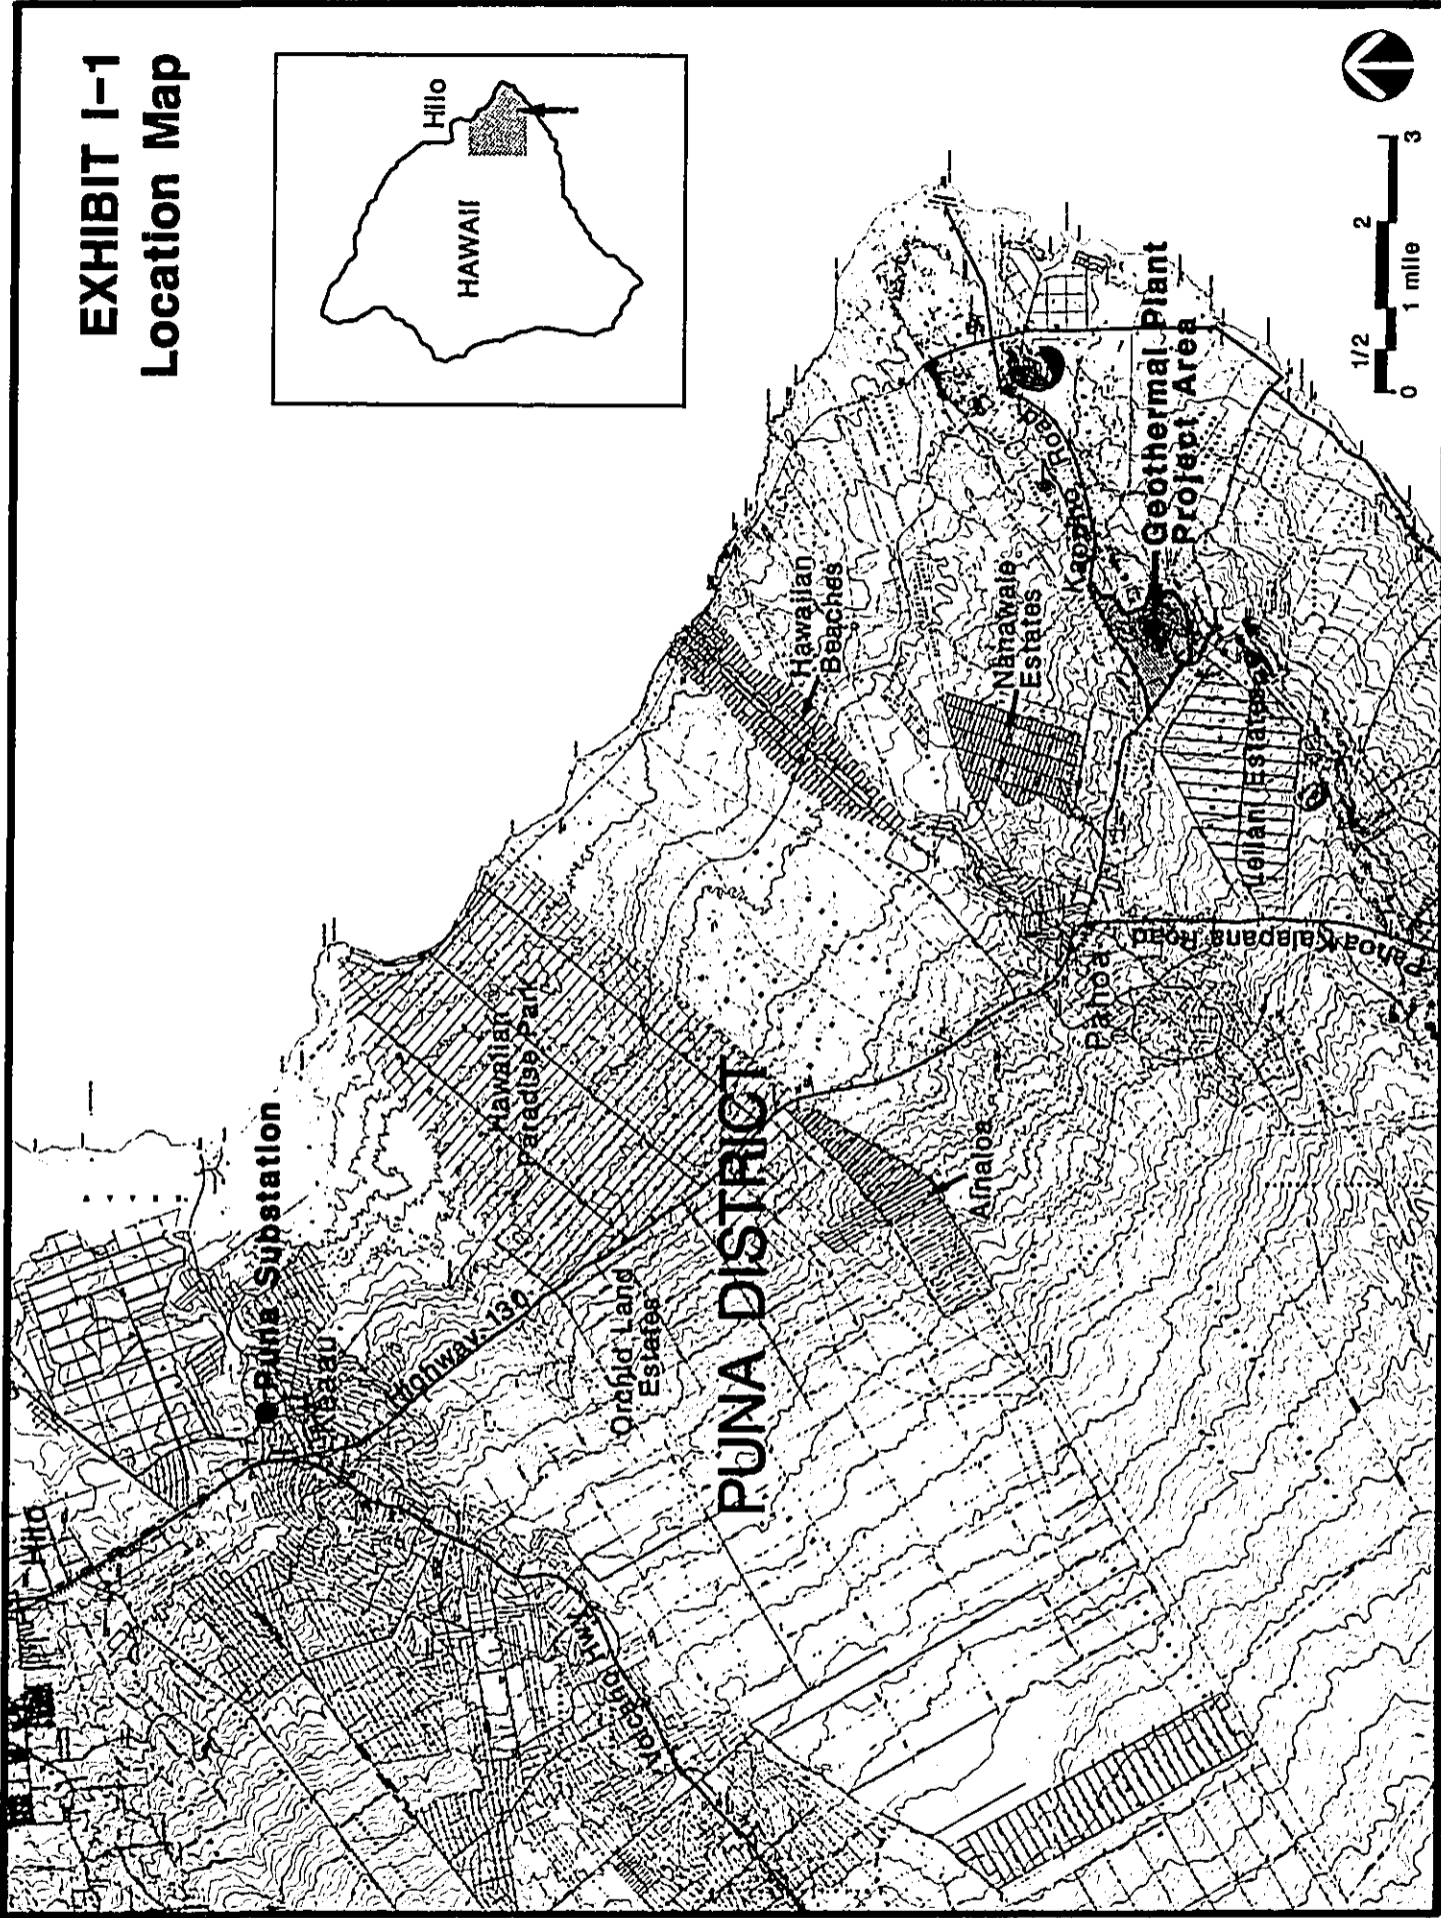 EXHIBIT I-1
Location Map
Hilo
HAWAII
Hilo
Puna Substation
Keaau
Highway 130
Hawaiian
Paradise Park
Orchid Land
Estates
Volcano Hwy.
PUNA DISTRICT
Ainaloa
Hawaiian
Beaches
Nanawale
Estates
Kapoho Road
Pahoa
Pahoa Kalapana Road
Leilani Estates
Geothermal Plant
Project Area
0
1/2
1 mile
2
3